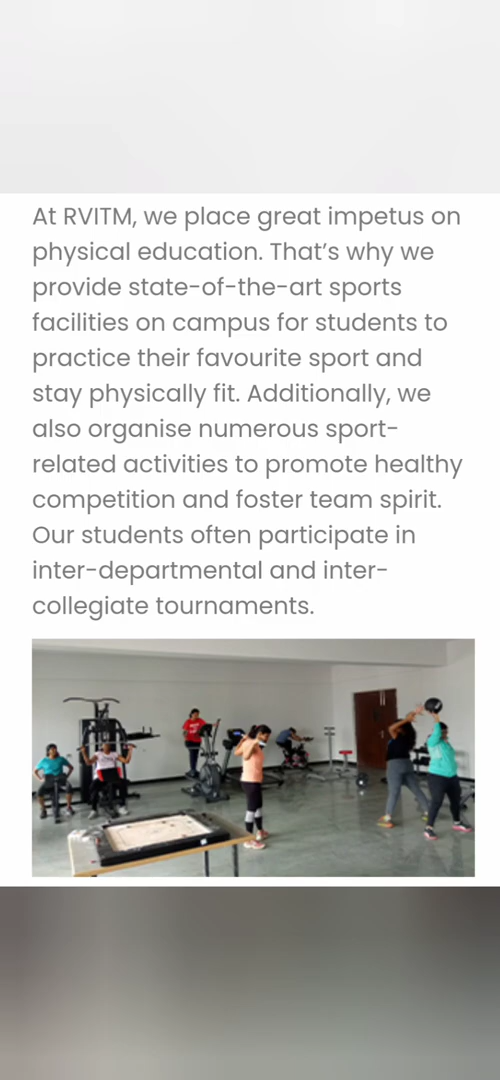 At RVITM, we place great impetus on
physical education. That's why we
provide state-of-the-art sports
facilities on campus for students to
practice their favourite sport and
stay physically fit. Additionally, we
also organise numerous sport-
related activities to promote healthy
competition and foster team spirit.
Our students often participate in
inter-departmental and inter-
collegiate tournaments.